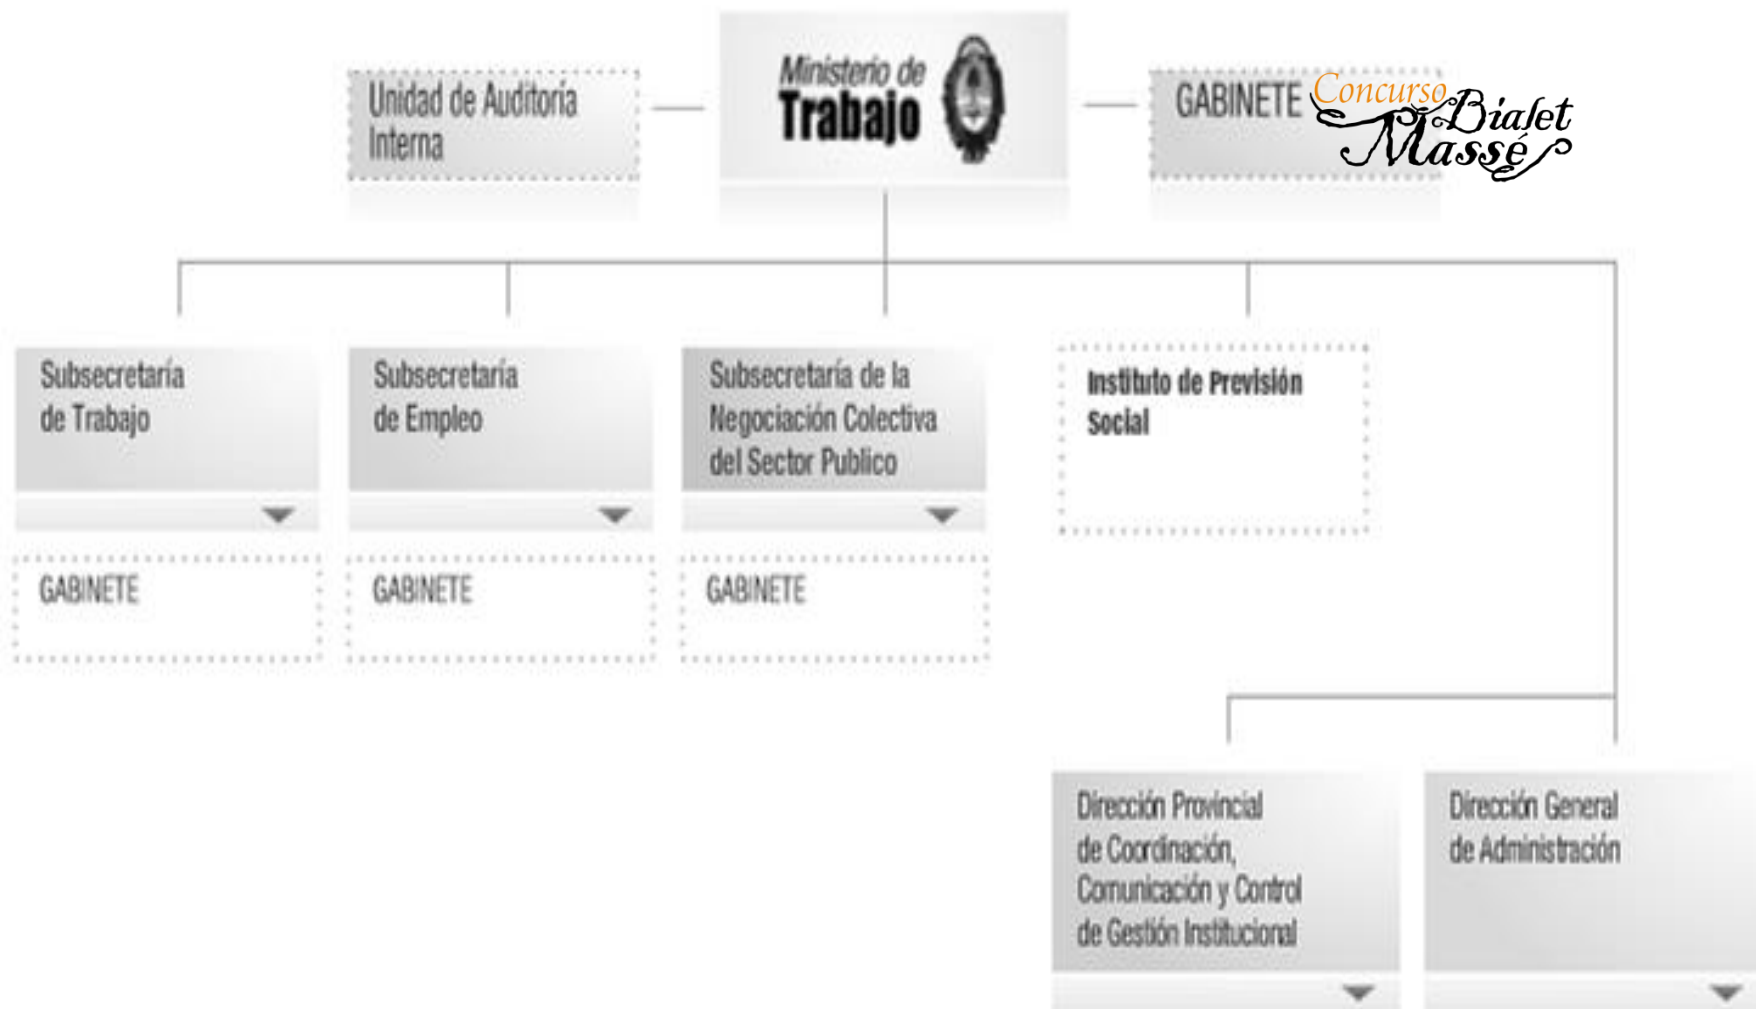 Unidad de Auditoría
Interna
Ministerio de
Trabajo
GABINETE
Concurso
Bialet
Massé
Subsecretaría
de Trabajo
Subsecretaría
de Empleo
Subsecretaría de la
Negociación Colectiva
del Sector Publico
Instituto de Previsión
Social
GABINETE
GABINETE
GABINETE
Dirección Provincial
de Coordinación,
Comunicación y Control
de Gestión Institucional
Dirección General
de Administración